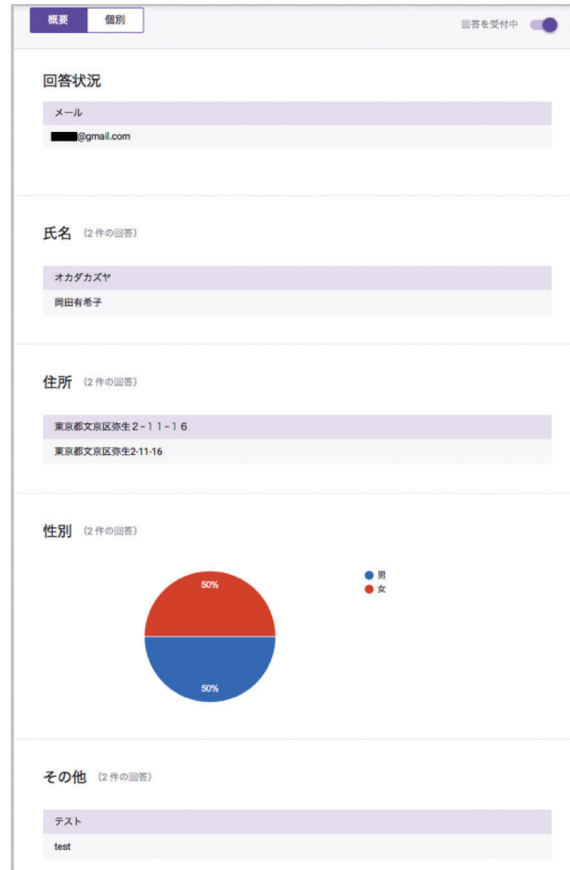 概要 個別 回答を受付中
回答状況
メール
@gmail.com
氏名 (2 件の回答)
オカダカズヤ
岡田有希子
住所 (2 件の回答)
東京都文京区弥生２-１１-１６
東京都文京区弥生2-11-16
性別 (2 件の回答)
50%
男
女
50%
その他 (2 件の回答)
テスト
test